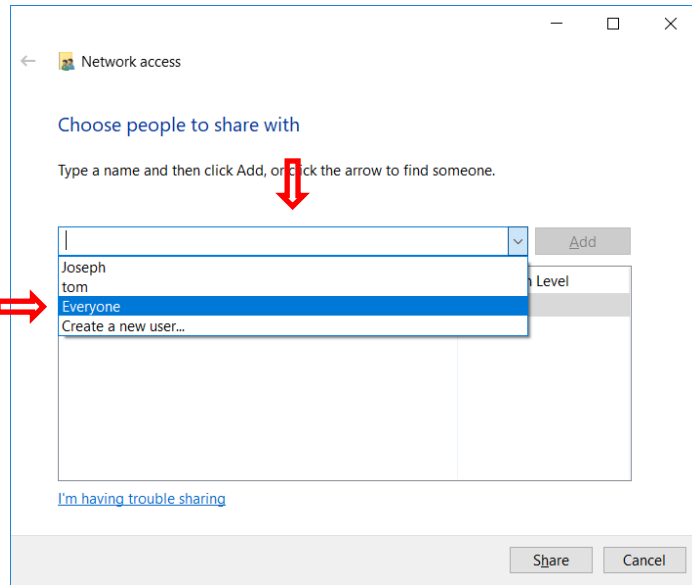 Network access
Choose people to share with
Type a name and then click Add, or click the arrow to find someone.
Add
Joseph
tom
Level
Everyone
Create a new user...
I'm having trouble sharing
Share Cancel